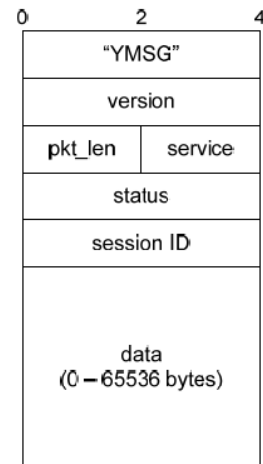 0 2 4
“YMSG”
version
pkt_len service
status
session ID
data
(0 – 65536 bytes)